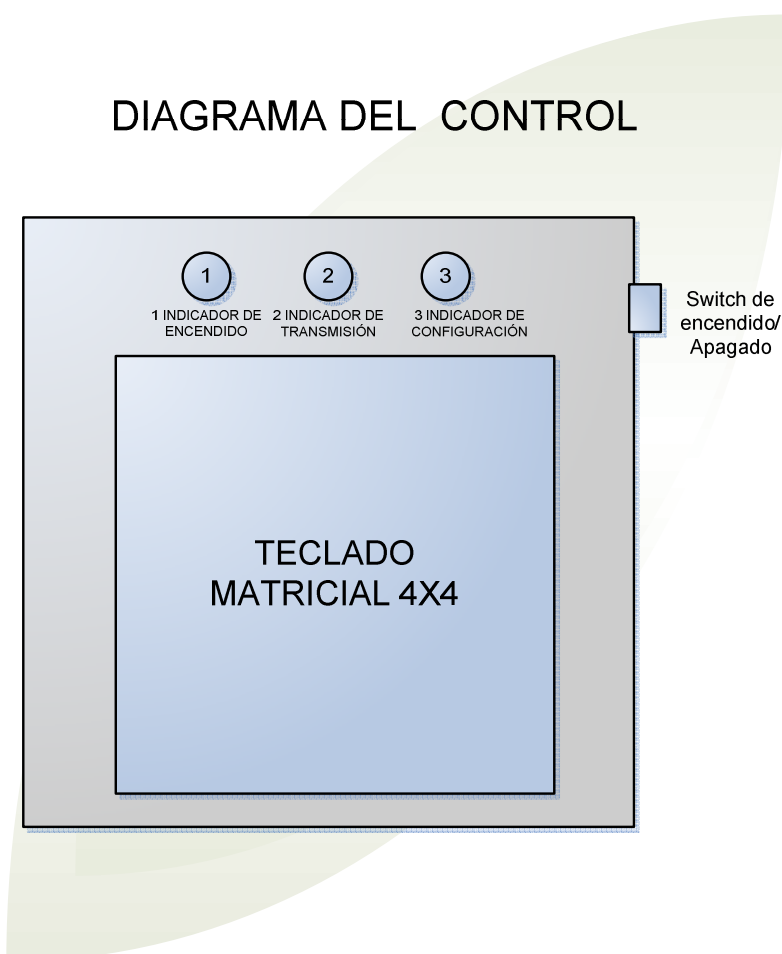 DIAGRAMA DEL CONTROL
1
2
3
1 INDICADOR DE
ENCENDIDO
2 INDICADOR DE
TRANSMISIÓN
3 INDICADOR DE
CONFIGURACIÓN
Switch de
encendido/
Apagado
TECLADO
MATRICIAL 4X4